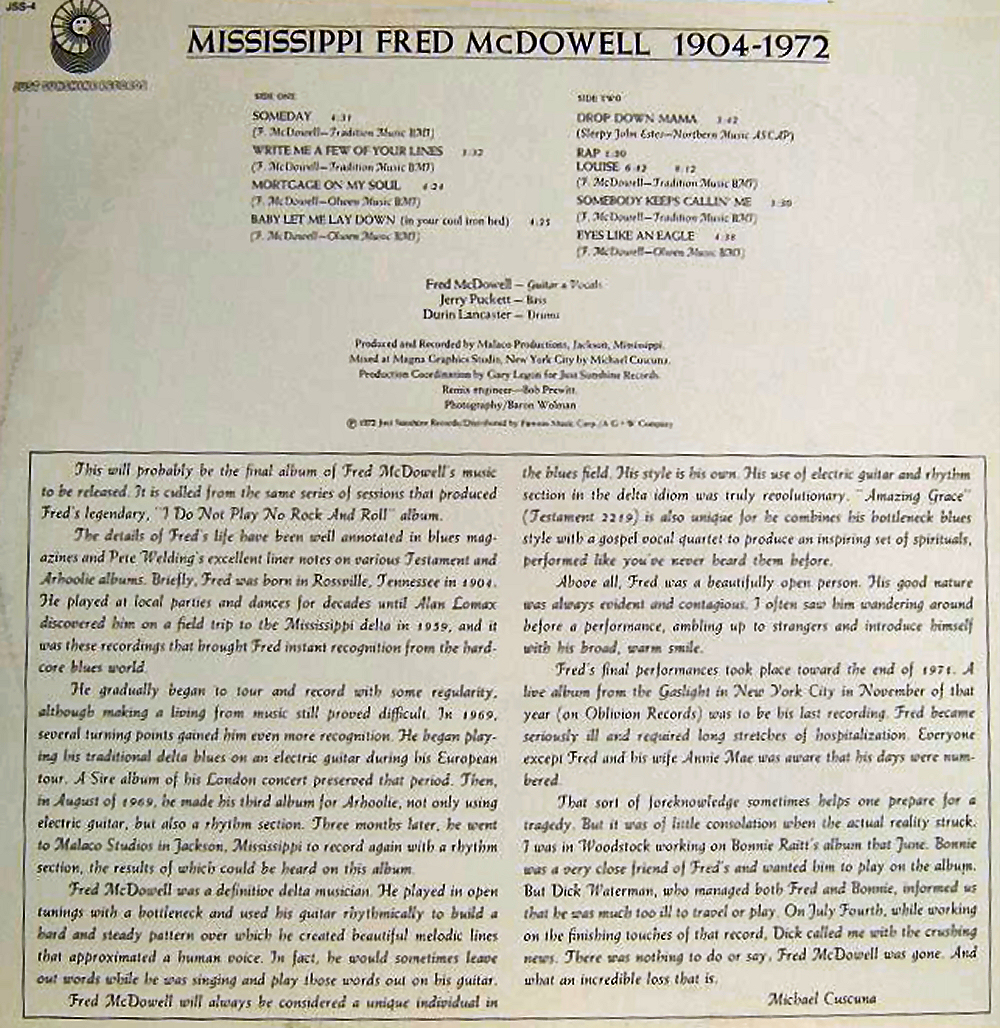 JSS-4
JUST SUNSHINE RECORDS
MISSISSIPPI FRED McDOWELL 1904-1972
SIDE ONE
SOMEDAY 4:31
(F. McDowell—Tradition Music BMI)
WRITE ME A FEW OF YOUR LINES 3:32
(F. McDowell—Tradition Music BMI)
MORTGAGE ON MY SOUL 4:24
(F. McDowell—Olwen Music BMI)
BABY LET ME LAY DOWN (in your cool iron bed) 4:25
(F. McDowell—Olwen Music BMI)
SIDE TWO
DROP DOWN MAMA 3:42
(Sleepy John Estes—Northern Music ASCAP)
RAP 1:30
LOUISE 6:42
(F. McDowell—Tradition Music BMI)
SOMEBODY KEEPS CALLIN' ME 3:30
(F. McDowell—Tradition Music BMI)
EYES LIKE AN EAGLE 4:38
(F. McDowell—Olwen Music BMI)
Fred McDowell — Guitar & Vocals
Jerry Puckett — Bass
Durin Lancaster — Drums
Produced and Recorded by Malaco Productions, Jackson, Mississippi.
Mixed at Magna Graphics Studio, New York City by Michael Cuscuna.
Production Coordination by Gary Legon for Just Sunshine Records.
Remix engineer—Bob Prewitt.
Photography/Baron Wolman
Ⓟ 1972 Just Sunshine Records/Distributed by Famous Music Corp./A G + W Company
This will probably be the final album of Fred McDowell's music
to be released. It is culled from the same series of sessions that produced
Fred's legendary, "I Do Not Play No Rock And Roll" album.
The details of Fred's life have been well annotated in blues mag-
azines and Pete Welding's excellent liner notes on various Testament and
Arhoolie albums. Briefly, Fred was born in Rossville, Tennessee in 1904.
He played at local parties and dances for decades until Alan Lomax
discovered him on a field trip to the Mississippi delta in 1959, and it
was these recordings that brought Fred instant recognition from the hard-
core blues world.
He gradually began to tour and record with some regularity,
although making a living from music still proved difficult. In 1969,
several turning points gained him even more recognition. He began play-
ing his traditional delta blues on an electric guitar during his European
tour. A Sire album of his London concert preserved that period. Then,
in August of 1969, he made his third album for Arhoolie, not only using
electric guitar, but also a rhythm section. Three months later, he went
to Malaco Studios in Jackson, Mississippi to record again with a rhythm
section, the results of which could be heard on this album.
Fred McDowell was a definitive delta musician. He played in open
tunings with a bottleneck and used his guitar rhythmically to build a
hard and steady pattern over which he created beautiful melodic lines
that approximated a human voice. In fact, he would sometimes leave
out words while he was singing and play those words out on his guitar.
Fred McDowell will always be considered a unique individual in
the blues field. His style is his own. His use of electric guitar and rhythm
section in the delta idiom was truly revolutionary. "Amazing Grace"
(Testament 2219) is also unique for he combines his bottleneck blues
style with a gospel vocal quartet to produce an inspiring set of spirituals,
performed like you've never heard them before.
Above all, Fred was a beautifully open person. His good nature
was always evident and contagious. I often saw him wandering around
before a performance, ambling up to strangers and introduce himself
with his broad, warm smile.
Fred's final performances took place toward the end of 1971. A
live album from the Gaslight in New York City in November of that
year (on Oblivion Records) was to be his last recording. Fred became
seriously ill and required long stretches of hospitalization. Everyone
except Fred and his wife Annie Mae was aware that his days were num-
bered.
That sort of foreknowledge sometimes helps one prepare for a
tragedy. But it was of little consolation when the actual reality struck.
I was in Woodstock working on Bonnie Raitt's album that June. Bonnie
was a very close friend of Fred's and wanted him to play on the album.
But Dick Waterman, who managed both Fred and Bonnie, informed us
that he was much too ill to travel or play. On July Fourth, while working
on the finishing touches of that record, Dick called me with the crushing
news. There was nothing to do or say. Fred McDowell was gone. And
what an incredible loss that is.
Michael Cuscuna